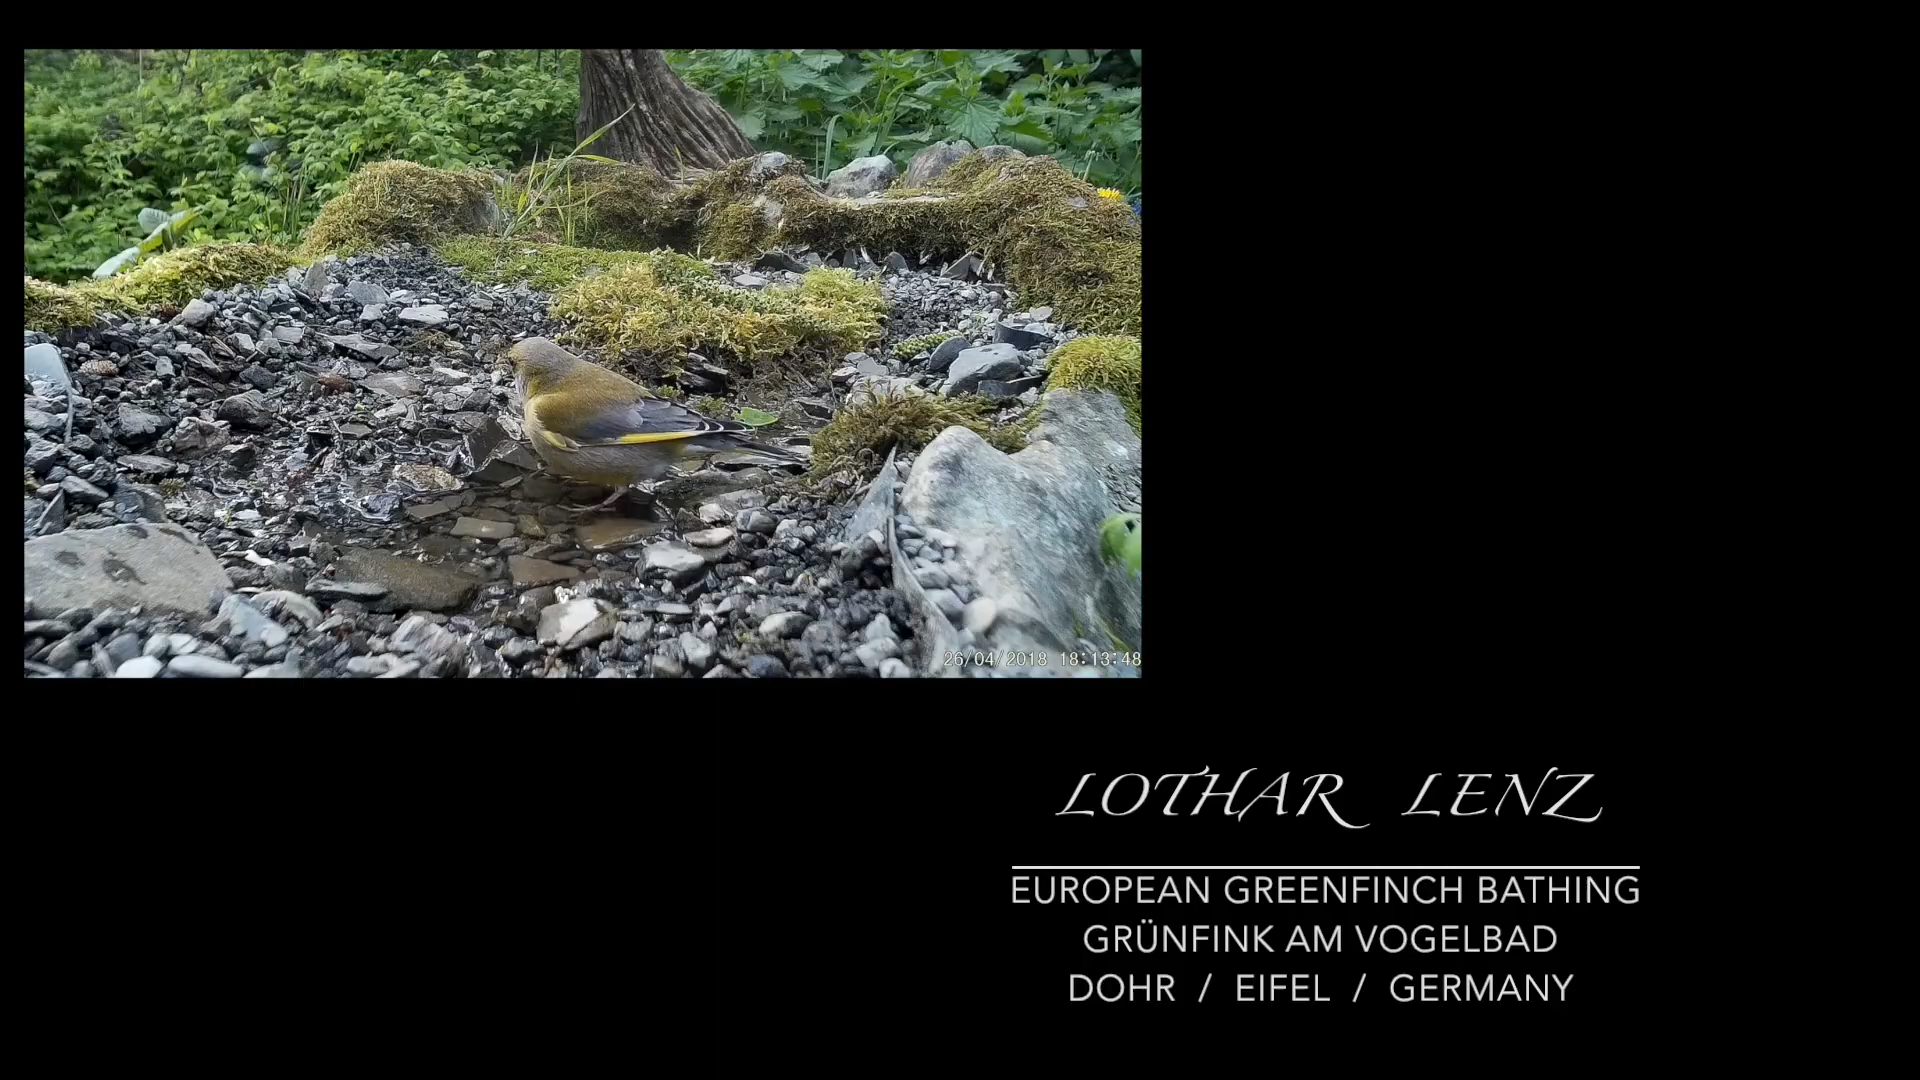 26/04/2018 18:13:48
LOTHAR LENZ
EUROPEAN GREENFINCH BATHING
GRÜNFINK AM VOGELBAD
DOHR / EIFEL / GERMANY